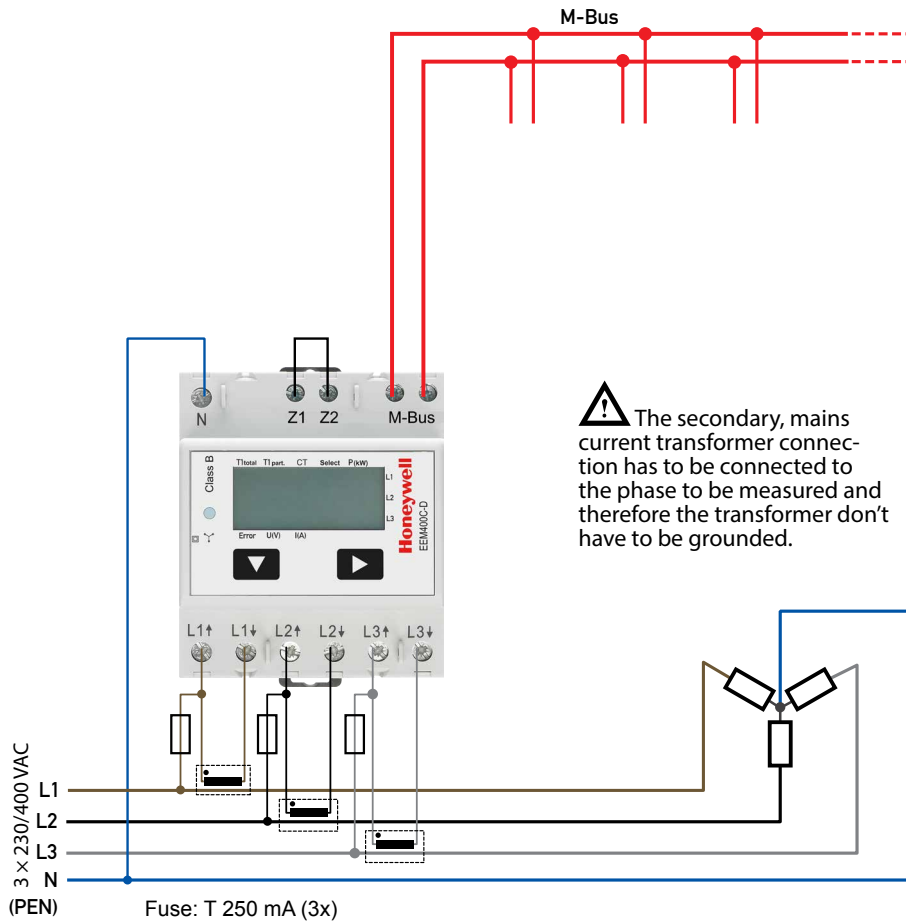 M-Bus
N
Z1 Z2
M-Bus
Class B
TItotal TI part. CT Select P(kW)
L1
L2
L3
Error U(V) I(A)
Honeywell
EEM400C-D
The secondary, mains
current transformer connec-
tion has to be connected to
the phase to be measured and
therefore the transformer don't
have to be grounded.
L1↑ L1↓ L2↑ L2↓ L3↑ L3↓
3 × 230/400 VAC
L1
L2
L3
N
(PEN)
Fuse: T 250 mA (3x)